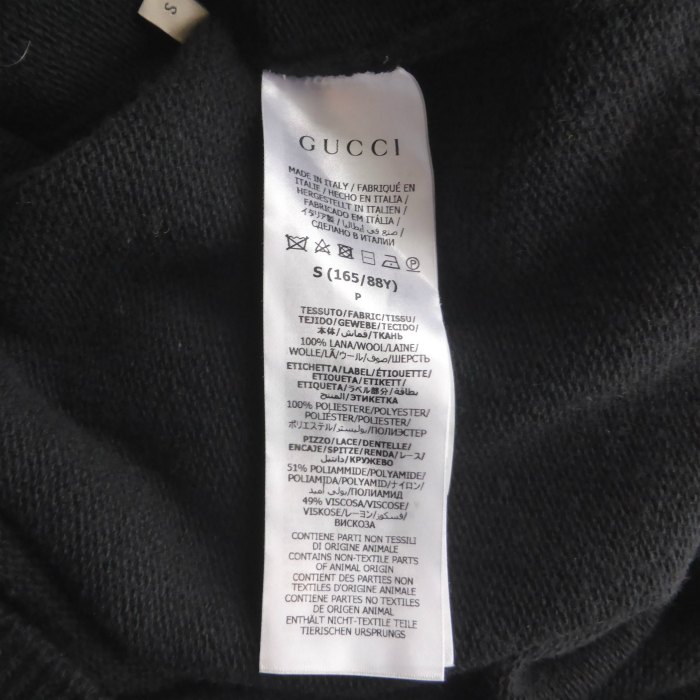 S
GUCCI
MADE IN ITALY / FABRIQUÉ EN
ITALIE / HECHO EN ITALIA /
HERGESTELLT IN ITALIEN /
FABRICADO EM ITÁLIA /
イタリア製 / صنع في إيطاليا /
СДЕЛАНО В ИТАЛИИ
P
S (165/88Y)
P
TESSUTO/FABRIC/TISSU/
TEJIDO/GEWEBE/TECIDO/
本体/قماش/ТКАНЬ
100% LANA/WOOL/LAINE/
WOLLE/LÃ/ウール/صوف/ШЕРСТЬ
ETICHETTA/LABEL/ÉTIQUETTE/
ETIQUETA/ETIKETT/
ETIQUETA/ラベル部分/بطاقة
المنتج/ЭТИКЕТКА
100% POLIESTERE/POLYESTER/
POLIÉSTER/POLIESTER/
ポリエステル/بوليستر/ПОЛИЭСТЕР
PIZZO/LACE/DENTELLE/
ENCAJE/SPITZE/RENDA/レース/
دانتيل/КРУЖЕВО
51% POLIAMMIDE/POLYAMIDE/
POLIAMIDA/POLYAMID/ナイロン/
بولي أميد/ПОЛИАМИД
49% VISCOSA/VISCOSE/
VISKOSE/レーヨン/فسكوز/
ВИСКОЗА
CONTIENE PARTI NON TESSILI
DI ORIGINE ANIMALE
CONTAINS NON-TEXTILE PARTS
OF ANIMAL ORIGIN
CONTIENT DES PARTIES NON
TEXTILES D'ORIGINE ANIMALE
CONTIENE PARTES NO TEXTILES
DE ORIGEN ANIMAL
ENTHÄLT NICHT-TEXTILE TEILE
TIERISCHEN URSPRUNGS